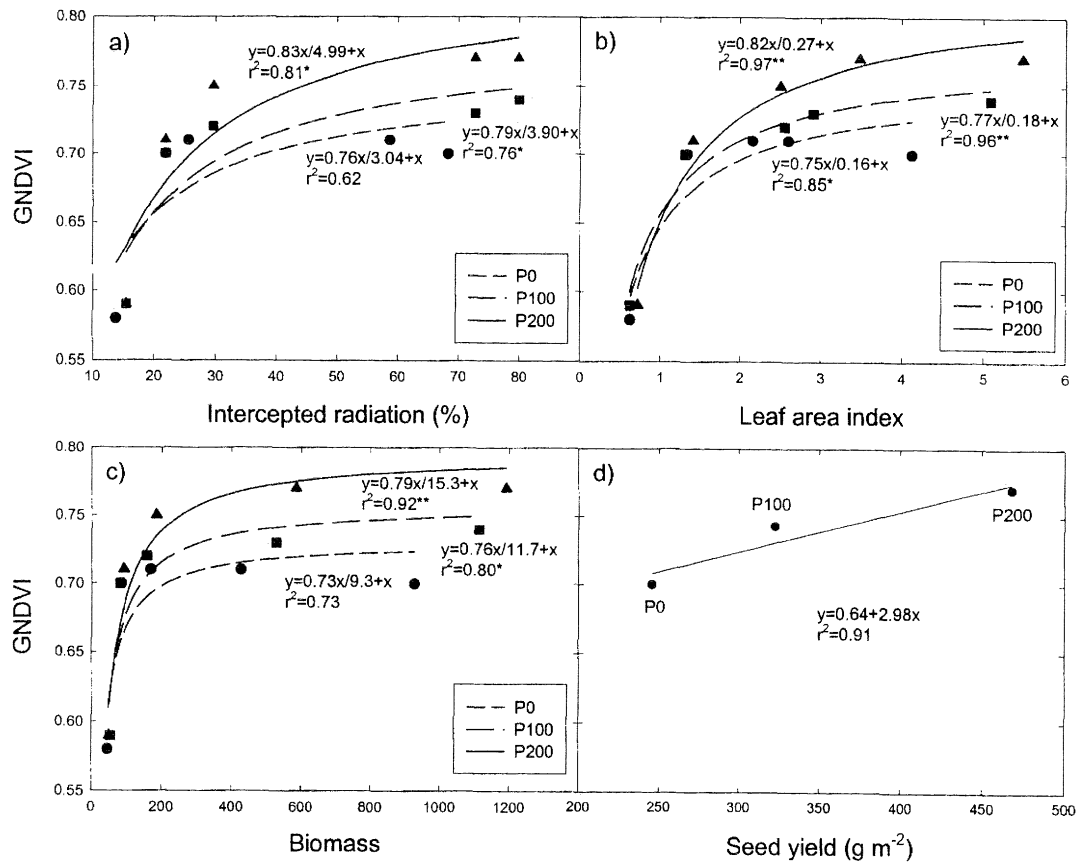 a)
y=0.83x/4.99+x
r²=0.81*
y=0.79x/3.90+x
r²=0.76*
y=0.76x/3.04+x
r²=0.62
P0
P100
P200
GNDVI
0.80
0.75
0.70
0.65
0.60
0.55
10 20 30 40 50 60 70 80
Intercepted radiation (%)
b)
y=0.82x/0.27+x
r²=0.97**
y=0.77x/0.18+x
r²=0.96**
y=0.75x/0.16+x
r²=0.85*
P0
P100
P200
0 1 2 3 4 5 6
Leaf area index
c)
y=0.79x/15.3+x
r²=0.92**
y=0.76x/11.7+x
r²=0.80*
y=0.73x/9.3+x
r²=0.73
P0
P100
P200
GNDVI
0.80
0.75
0.70
0.65
0.60
0.55
0 200 400 600 800 1000 1200
Biomass
d)
P100
P200
P0
y=0.64+2.98x
r²=0.91
200 250 300 350 400 450 500
Seed yield (g m⁻²)